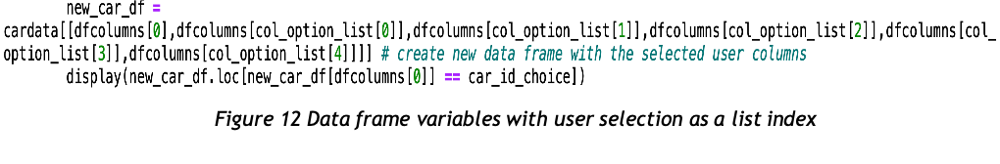 new_car_df =
cardata[[dfcolumns[0],dfcolumns[col_option_list[0]],dfcolumns[col_option_list[1]],dfcolumns[col_option_list[2]],dfcolumns[col_
option_list[3]],dfcolumns[col_option_list[4]]]] # create new data frame with the selected user columns
display(new_car_df.loc[new_car_df[dfcolumns[0]] == car_id_choice])
Figure 12 Data frame variables with user selection as a list index